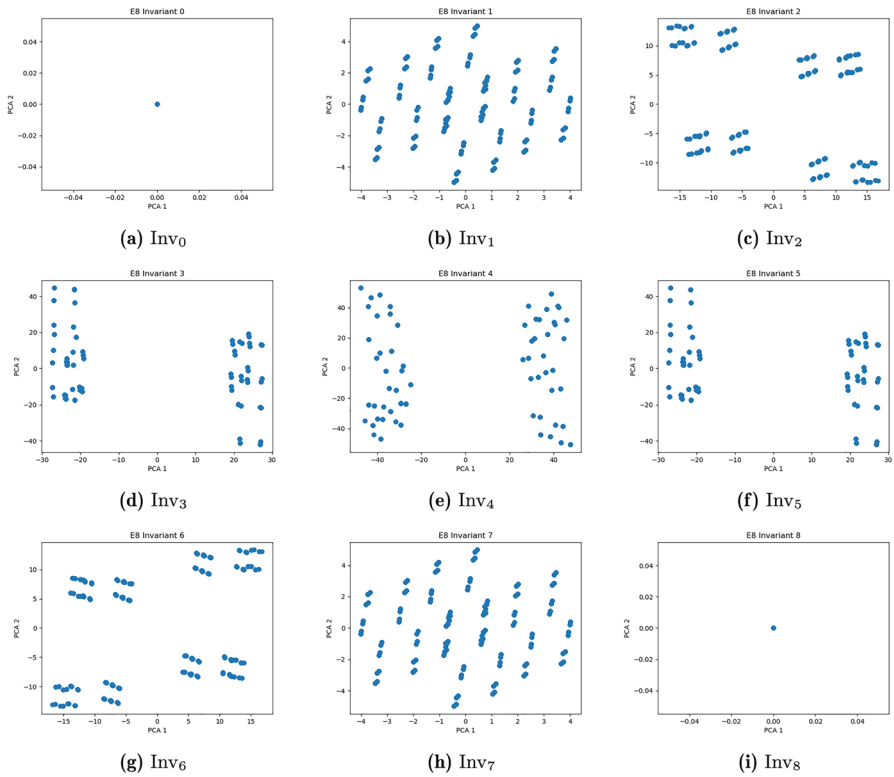 E8 Invariant 0
E8 Invariant 1
E8 Invariant 2
0.04
0.02
0.00
−0.02
−0.04
PCA 2
−0.04 −0.02 0.00 0.02 0.04
PCA 1
4
2
0
−2
−4
PCA 2
−4 −3 −2 −1 0 1 2 3 4
PCA 1
10
5
0
−5
−10
PCA 2
−15 −10 −5 0 5 10 15
PCA 1
(a) Inv0
(b) Inv1
(c) Inv2
E8 Invariant 3
E8 Invariant 4
E8 Invariant 5
40
20
0
−20
−40
PCA 2
−30 −20 −10 0 10 20 30
PCA 1
40
20
0
−20
−40
PCA 2
−40 −20 0 20 40
PCA 1
40
20
0
−20
−40
PCA 2
−30 −20 −10 0 10 20 30
PCA 1
(d) Inv3
(e) Inv4
(f) Inv5
E8 Invariant 6
E8 Invariant 7
E8 Invariant 8
10
5
0
−5
−10
PCA 2
−15 −10 −5 0 5 10 15
PCA 1
4
2
0
−2
−4
PCA 2
−4 −3 −2 −1 0 1 2 3 4
PCA 1
0.04
0.02
0.00
−0.02
−0.04
PCA 2
−0.04 −0.02 0.00 0.02 0.04
PCA 1
(g) Inv6
(h) Inv7
(i) Inv8